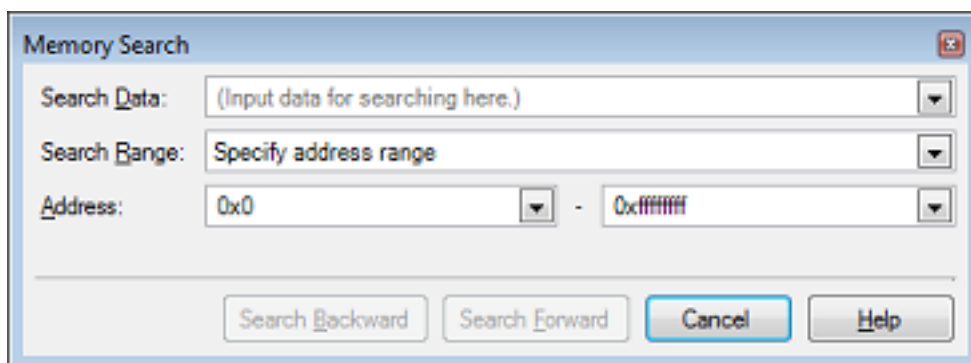 Memory Search
Search Data: (Input data for searching here.)
Search Range: Specify address range
Address: 0x0 - 0xffffffff
Search Backward Search Forward Cancel Help